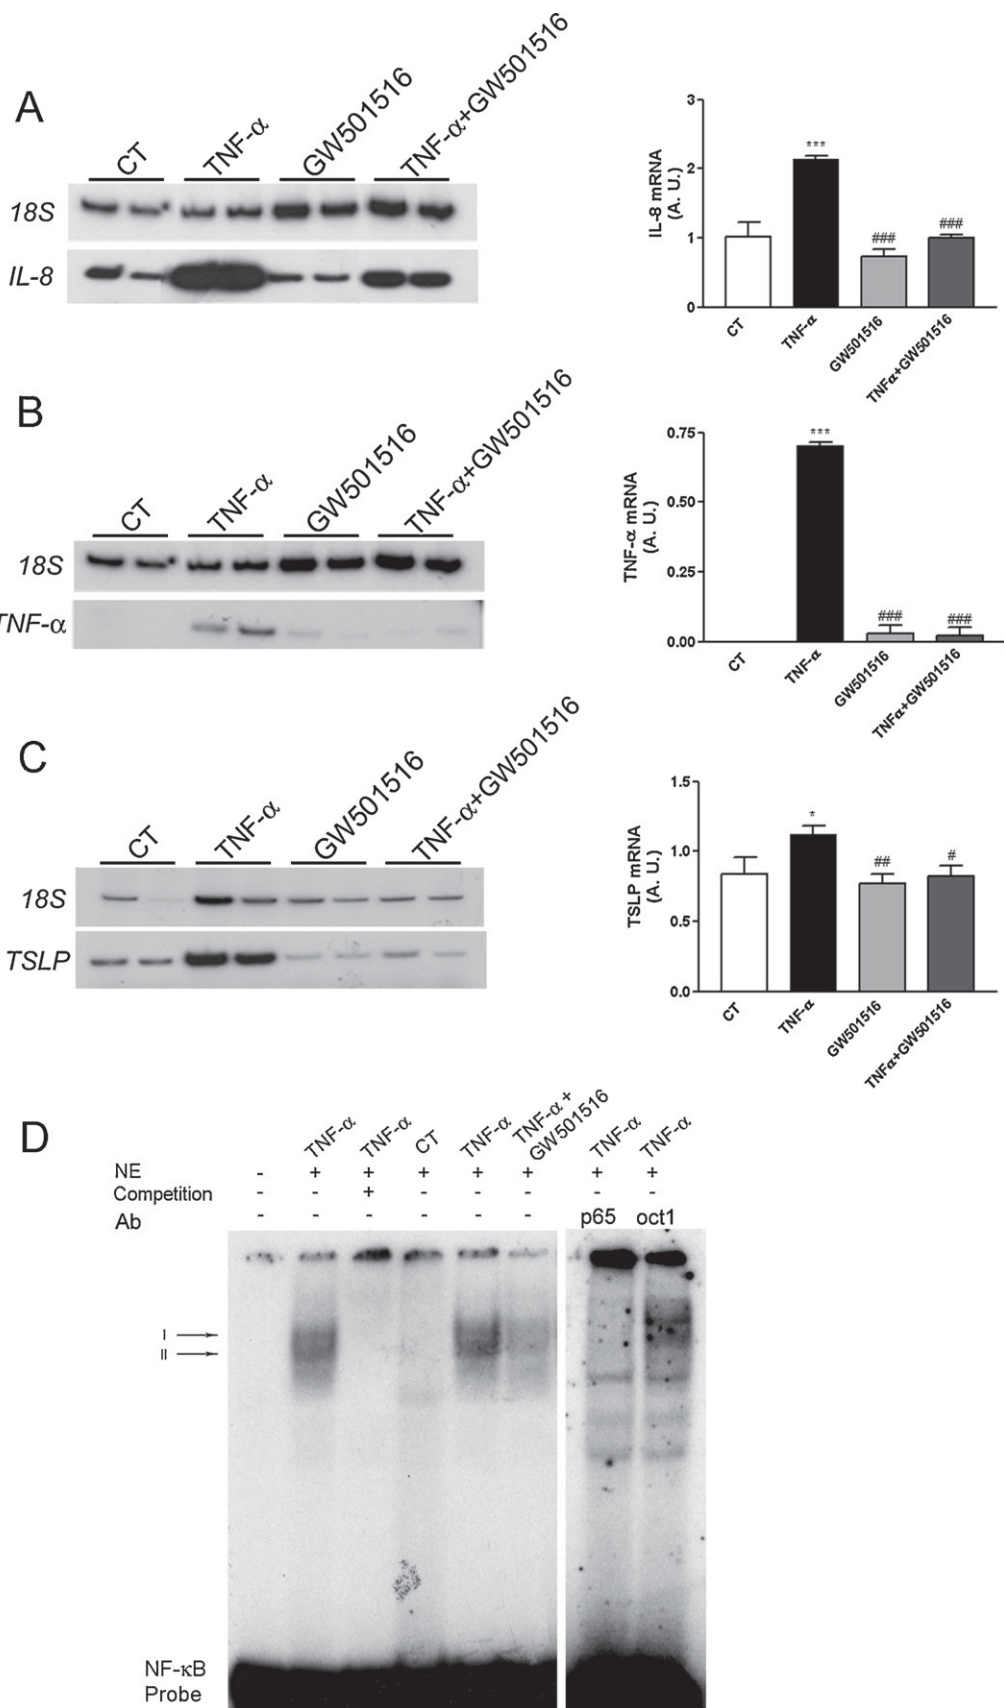 A
CT
TNF-α
GW501516
TNF-α+GW501516
18S
IL-8
3
2
1
0
IL-8 mRNA
(A. U.)
***
###
###
CT
TNF-α
GW501516
TNFα+GW501516
B
CT
TNF-α
GW501516
TNF-α+GW501516
18S
TNF-α
0.75
0.50
0.25
0.00
TNF-α mRNA
(A. U.)
***
###
###
CT
TNF-α
GW501516
TNFα+GW501516
C
CT
TNF-α
GW501516
TNF-α+GW501516
18S
TSLP
1.5
1.0
0.5
0.0
TSLP mRNA
(A. U.)
*
##
#
CT
TNF-α
GW501516
TNFα+GW501516
D
TNF-α
TNF-α
CT
TNF-α
TNF-α+
GW501516
TNF-α
TNF-α
NE - + + + + + + +
Competition - - + - - - - -
Ab - - - - - - p65 oct1
I
II
NF-κB
Probe